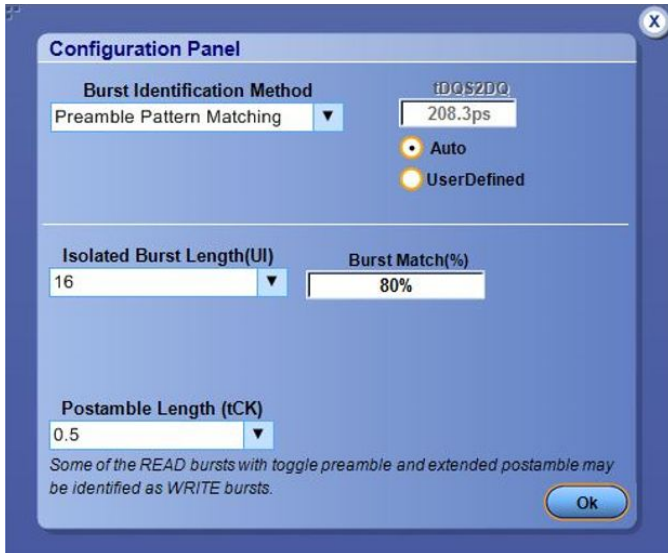 X
Configuration Panel
Burst Identification Method
tDQS2DQ
Preamble Pattern Matching
208.3ps
Auto
UserDefined
Isolated Burst Length(UI)
Burst Match(%)
16
80%
Postamble Length (tCK)
0.5
Some of the READ bursts with toggle preamble and extended postamble may
be identified as WRITE bursts.
Ok